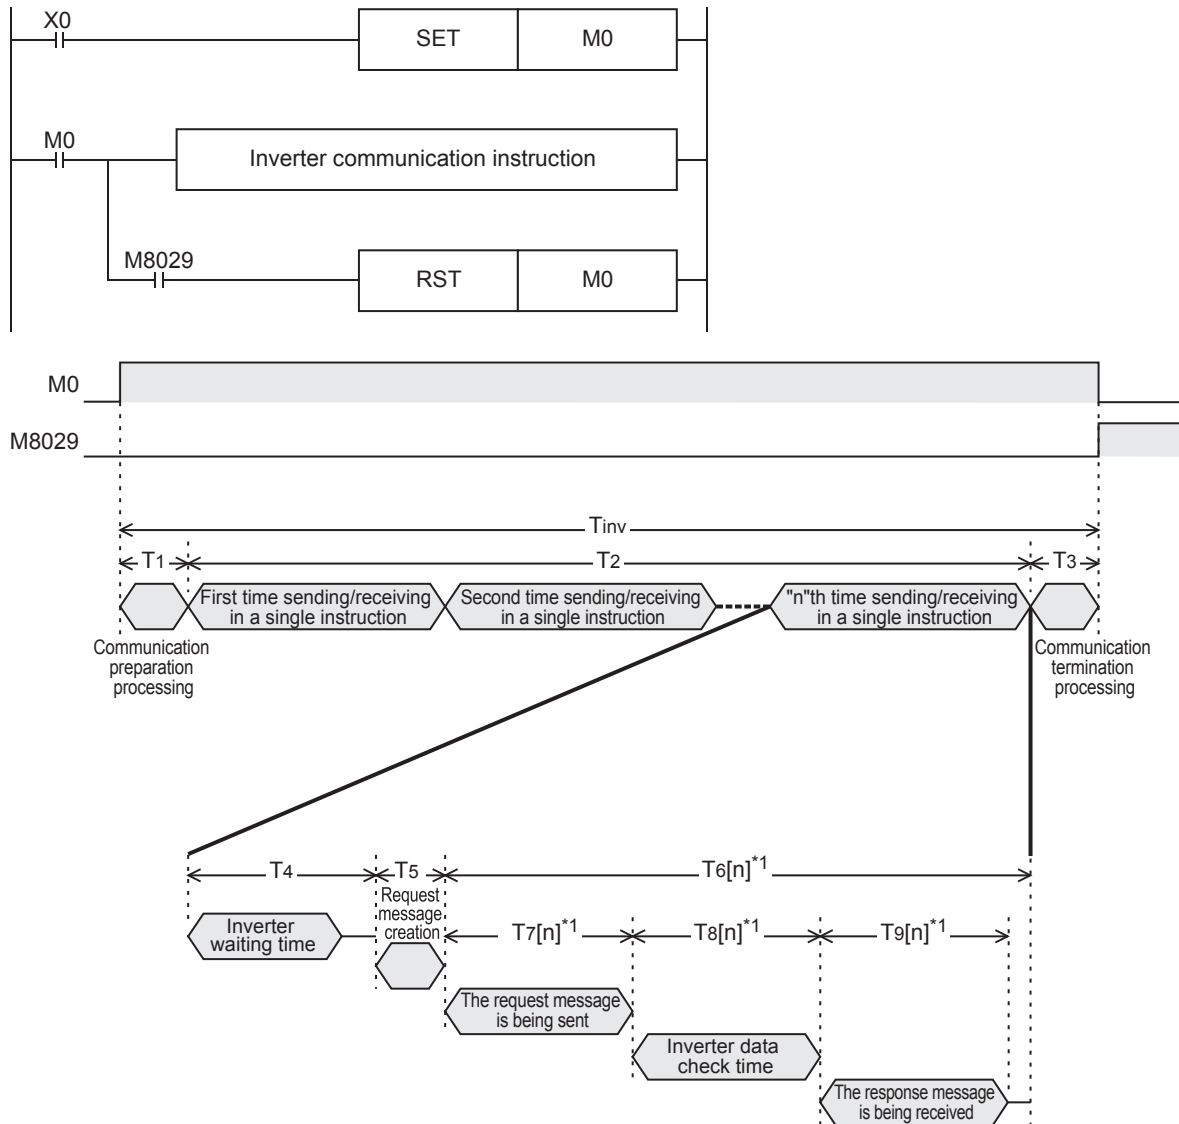 X0
SET M0
M0
Inverter communication instruction
M8029
RST M0
M0
M8029
Tinv
T1 T2 T3
First time sending/receiving
in a single instruction
Second time sending/receiving
in a single instruction
"n"th time sending/receiving
in a single instruction
Communication
preparation
processing
Communication
termination
processing
T4 T5 T6[n]*1
Inverter
waiting time
Request
message
creation
T7[n]*1 T8[n]*1 T9[n]*1
The request message
is being sent
Inverter data
check time
The response message
is being received